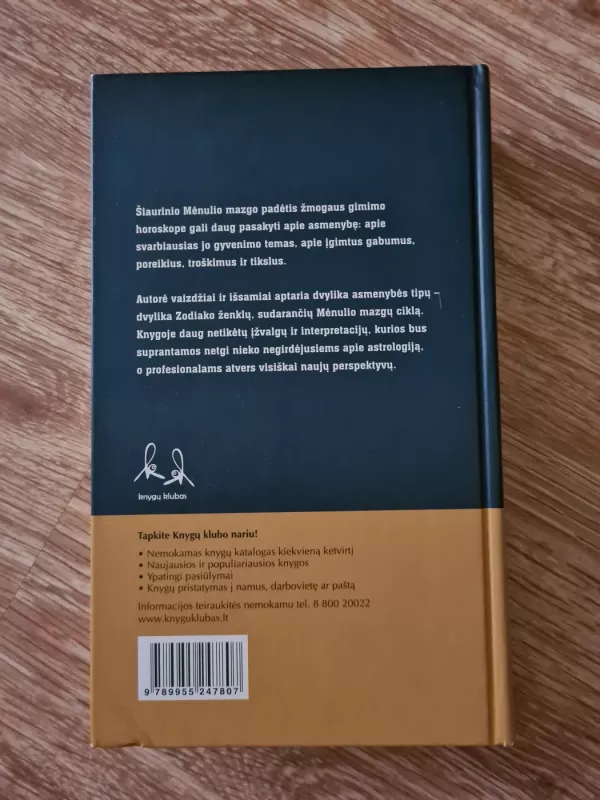 Šiaurinio Mėnulio mazgo padėtis žmogaus gimimo
horoskope gali daug pasakyti apie asmenybę: apie
svarbiausias jo gyvenimo temas, apie įgimtus gabumus,
poreikius, troškimus ir tikslus.
Autorė vaizdžiai ir išsamiai aptaria dvylika asmenybės tipų –
dvylika Zodiako ženklų, sudarančių Mėnulio mazgų ciklą.
Knygoje daug netikėtų įžvalgų ir interpretacijų, kurios bus
suprantamos netgi nieko negirdėjusiems apie astrologiją,
o profesionalams atvers visiškai naujų perspektyvų.
knygų klubas
Tapkite Knygų klubo nariu!
• Nemokamas knygų katalogas kiekvieną ketvirtį
• Naujausios ir populiariausios knygos
• Ypatingi pasiūlymai
• Knygų pristatymas į namus, darbovietę ar paštą
Informacijos teiraukitės nemokamu tel. 8 800 20022
www.knyguklubas.lt
9 789955 247807